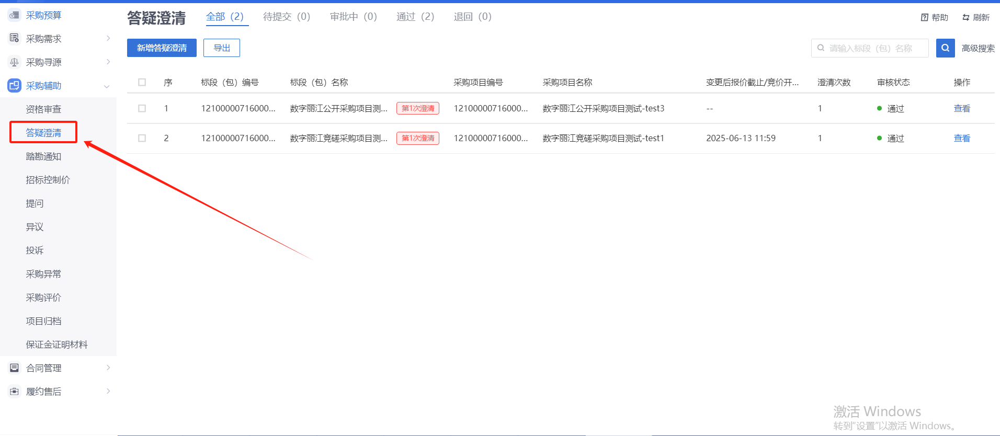 采购预算
采购需求
采购寻源
采购辅助
资格审查
答疑澄清
踏勘通知
招标控制价
提问
异议
投诉
采购异常
采购评价
项目归档
保证金证明材料
合同管理
履约售后
答疑澄清 全部（2） 待提交（0） 审批中（0） 通过（2） 退回（0） 帮助 刷新
新增答疑澄清 导出 请输入标段（包）名称 高级搜索
序 标段（包）编号 标段（包）名称 采购项目编号 采购项目名称 变更后报价截止/竞价开... 澄清次数 审核状态 操作
1 12100000716000... 数字丽江公开采购项目测... 第1次澄清 12100000716000... 数字丽江公开采购项目测试-test3 -- 1 通过 查看
2 12100000716000... 数字丽江竞磋采购项目测... 第1次澄清 12100000716000... 数字丽江竞磋采购项目测试-test1 2025-06-13 11:59 1 通过 查看
激活 Windows
转到“设置”以激活 Windows。